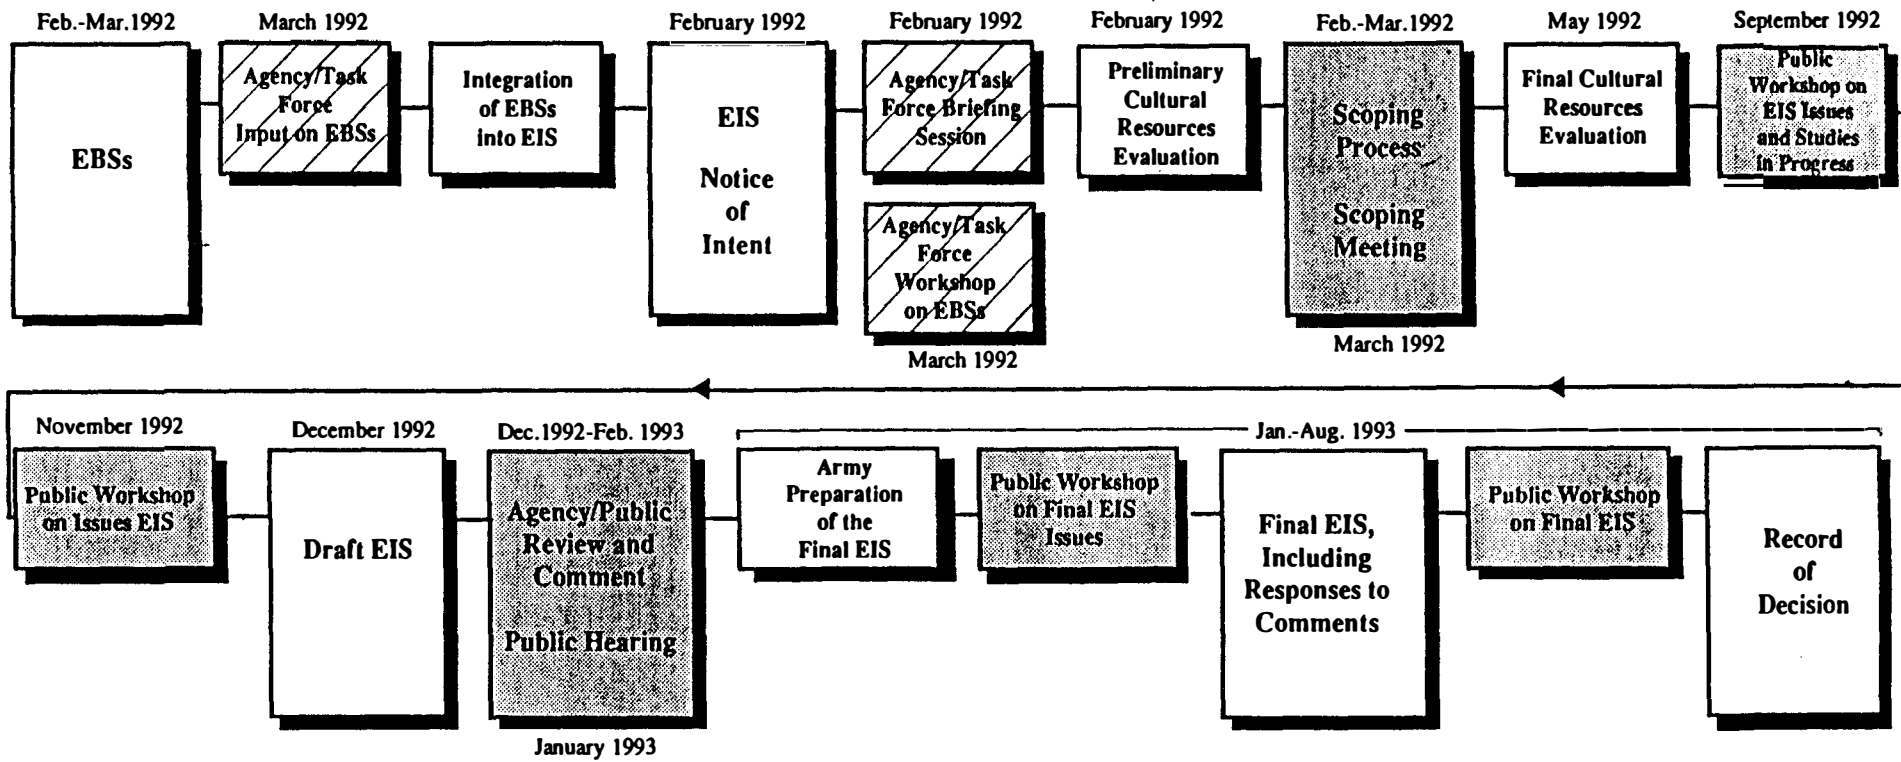 Feb.-Mar.1992
EBSs
March 1992
Agency/Task
Force
Input on EBSs
Integration
of EBSs
into EIS
February 1992
EIS
Notice
of
Intent
February 1992
Agency/Task
Force Briefing
Session
Agency/Task
Force
Workshop
on EBSs
March 1992
February 1992
Preliminary
Cultural
Resources
Evaluation
Feb.-Mar.1992
Scoping
Process
Scoping
Meeting
March 1992
May 1992
Final Cultural
Resources
Evaluation
September 1992
Public
Workshop on
EIS Issues
and Studies
in Progress
November 1992
Public Workshop
on Issues EIS
December 1992
Draft EIS
Dec.1992-Feb. 1993
Agency/Public
Review and
Comment
Public Hearing
January 1993
Jan.-Aug. 1993
Army
Preparation
of the
Final EIS
Public Workshop
on Final EIS
Issues
Final EIS,
Including
Responses to
Comments
Public Workshop
on Final EIS
Record
of
Decision